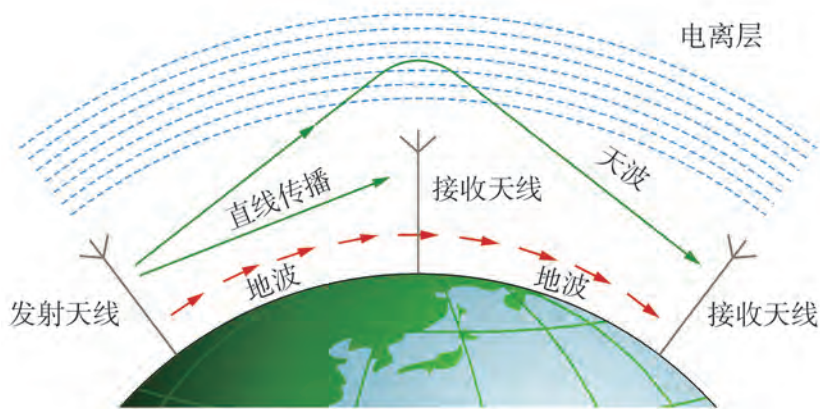 电离层
天波
接收天线
直线传播
地波
地波
发射天线
接收天线